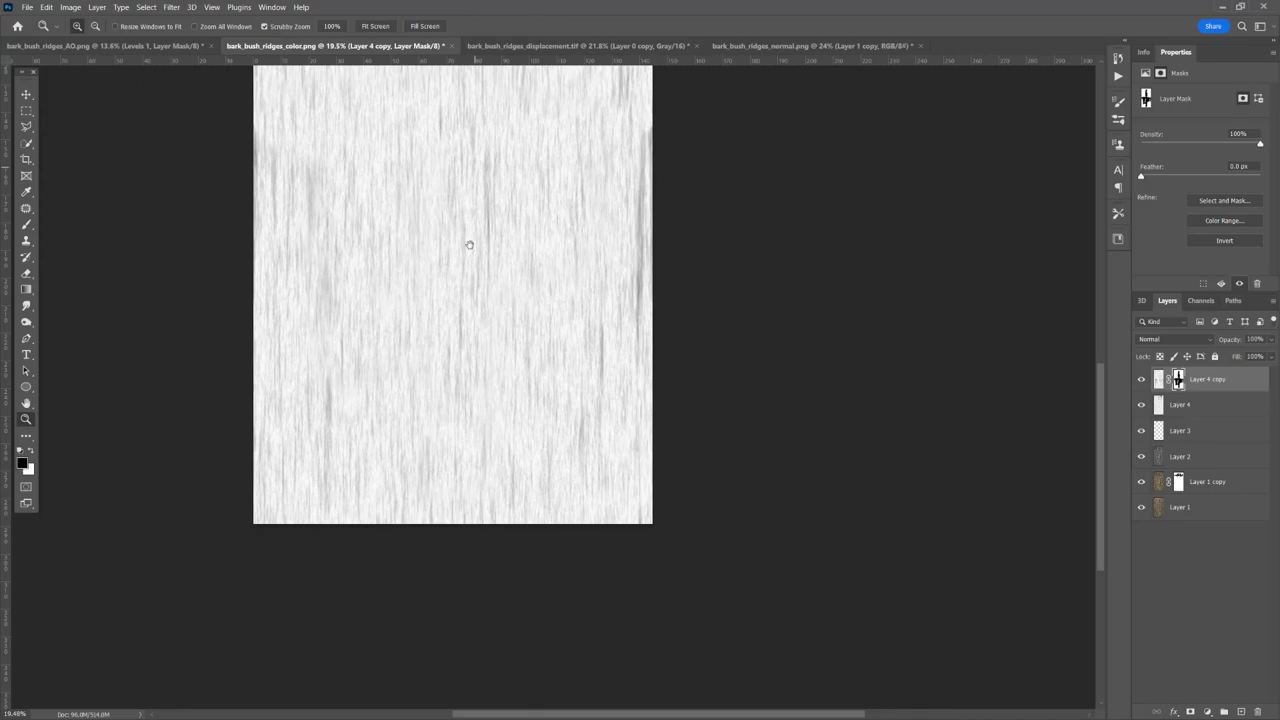 File Edit Image Layer Type Select Filter 3D View Plugins Window Help
Resize Windows to Fit Zoom All Windows Scrubby Zoom 100% Fit Screen Fill Screen Share
bark_bush_ridges_AO.png @ 13.6% (Levels 1, Layer Mask/8) * × bark_bush_ridges_color.png @ 19.5% (Layer 4 copy, Layer Mask/8) * × bark_bush_ridges_displacement.tif @ 21.8% (Layer 0 copy, Gray/16) * × bark_bush_ridges_normal.png @ 24% (Layer 1 copy, RGB/8#) * ×
Info Properties
Masks
Layer Mask
Density: 100%
Feather: 0.0 px
Refine: Select and Mask...
Color Range...
Invert
3D Layers Channels Paths
Kind
Normal Opacity: 100%
Lock: Fill: 100%
Layer 4 copy
Layer 4
Layer 3
Layer 2
Layer 1 copy
Layer 1
19.48% Doc: 96.0M/514.0M